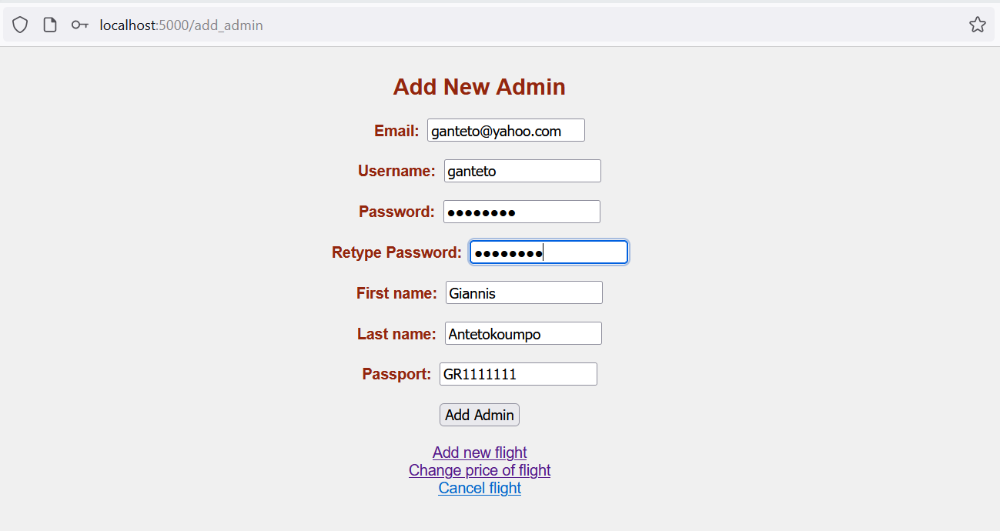 localhost:5000/add_admin
Add New Admin
Email: ganteto@yahoo.com
Username: ganteto
Password: ●●●●●●●●
Retype Password: ●●●●●●●●
First name: Giannis
Last name: Antetokoumpo
Passport: GR1111111
Add Admin
Add new flight
Change price of flight
Cancel flight